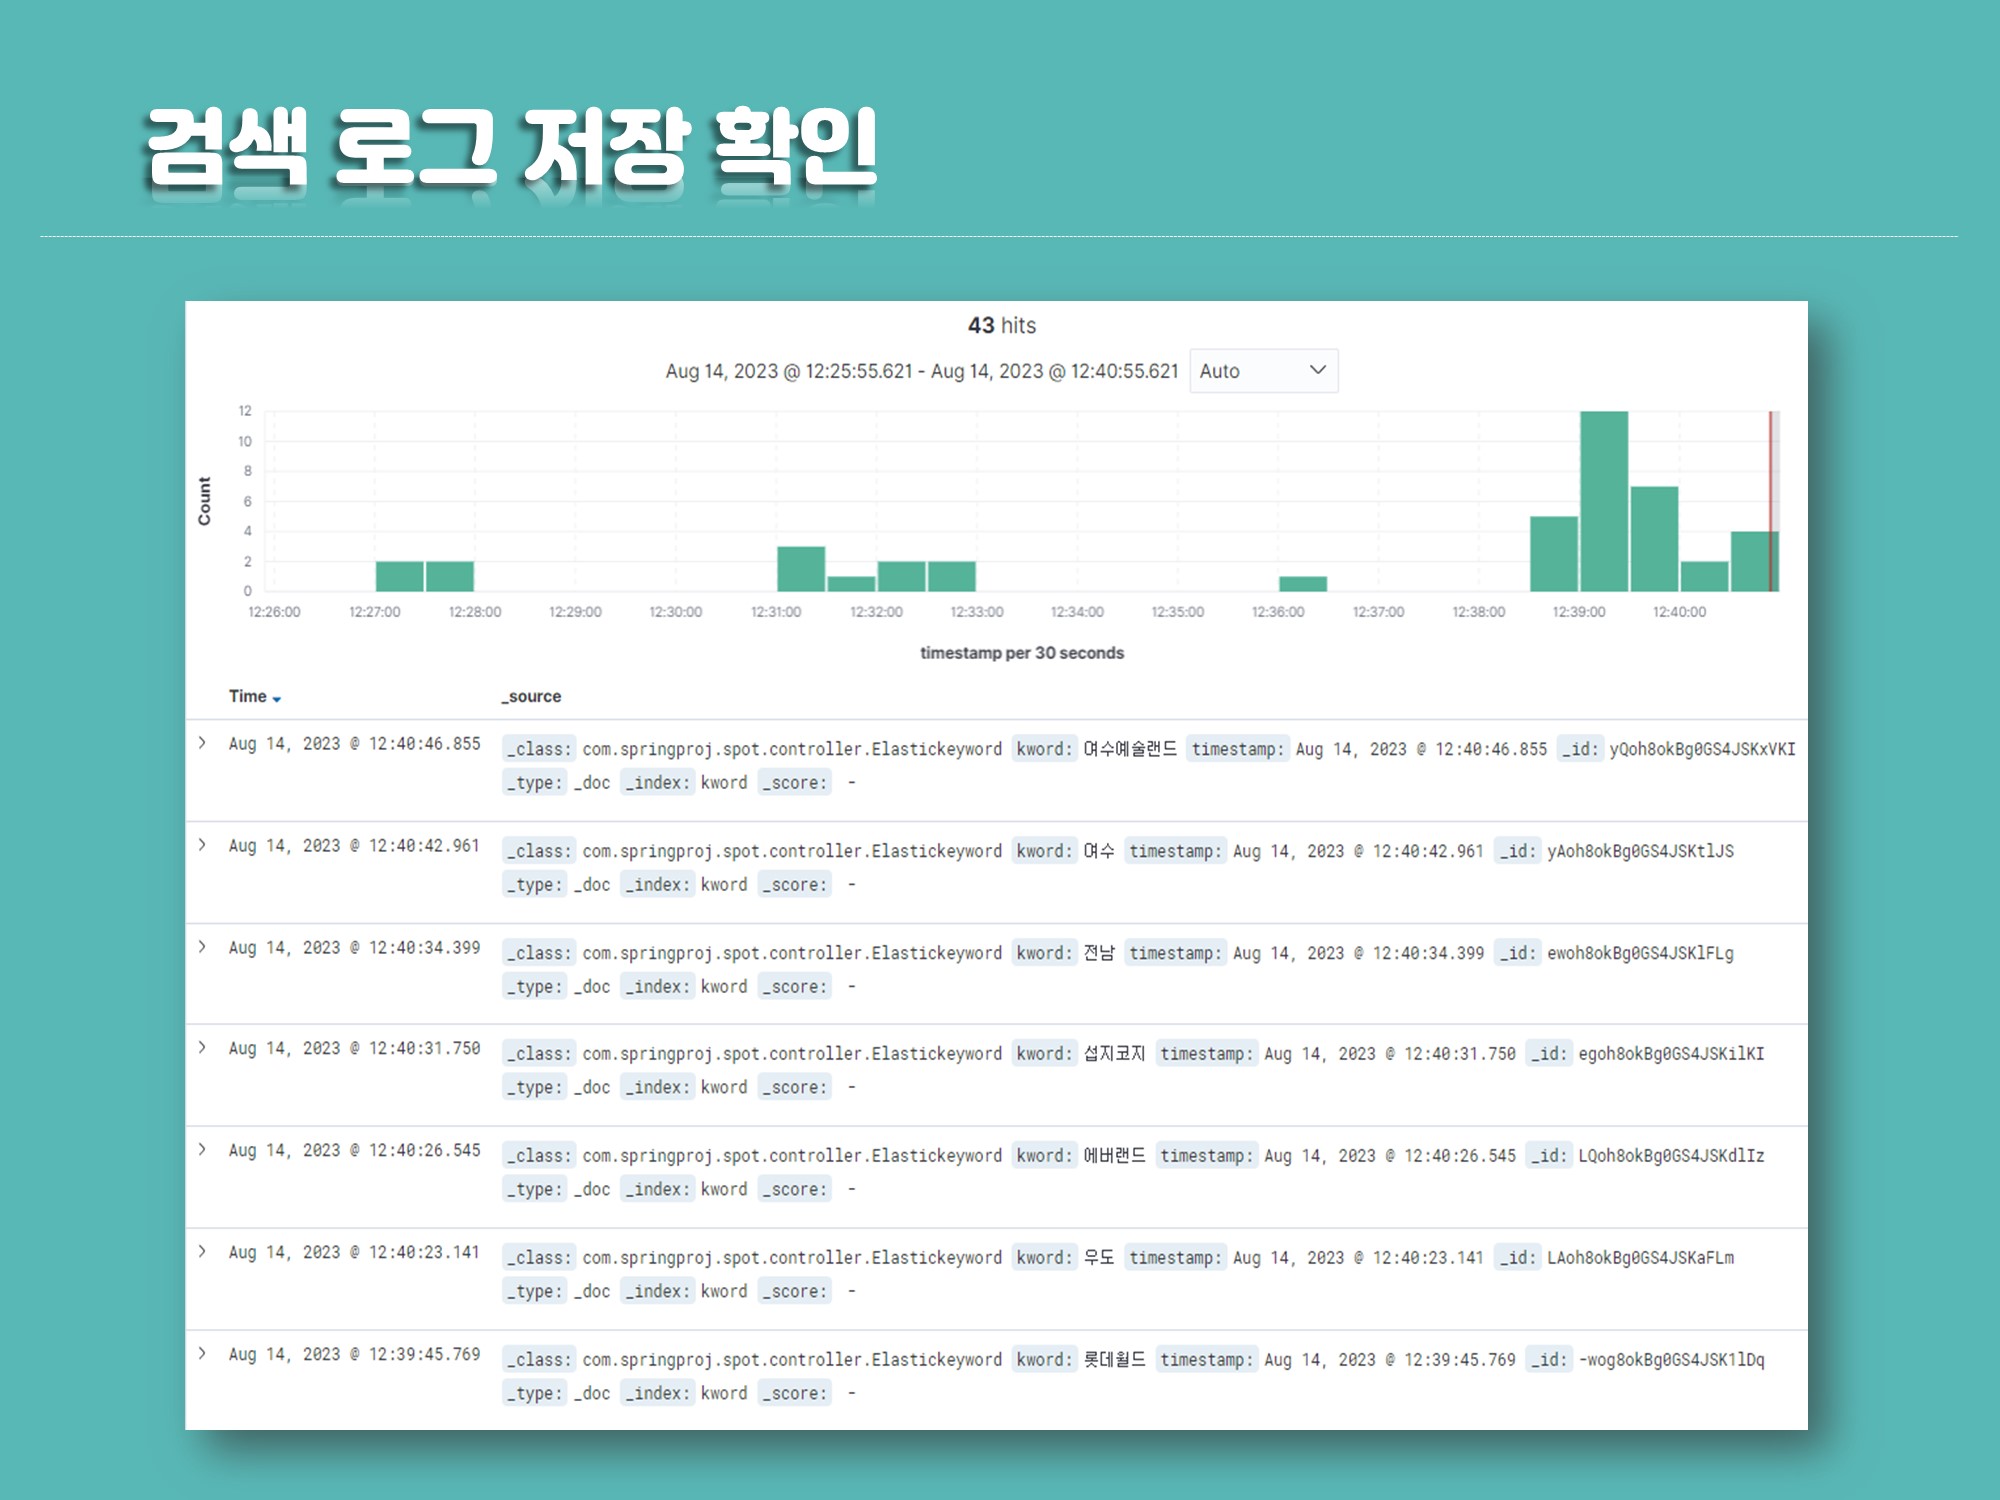 검색 로그 저장 확인
43 hits
Aug 14, 2023 @ 12:25:55.621 - Aug 14, 2023 @ 12:40:55.621 Auto
12
10
8
6
4
2
0
Count
12:26:00 12:27:00 12:28:00 12:29:00 12:30:00 12:31:00 12:32:00 12:33:00 12:34:00 12:35:00 12:36:00 12:37:00 12:38:00 12:39:00 12:40:00
timestamp per 30 seconds
Time _source
Aug 14, 2023 @ 12:40:46.855 _class: com.springproj.spot.controller.Elastickeyword kword: 여수예술랜드 timestamp: Aug 14, 2023 @ 12:40:46.855 _id: yQoh8okBg0GS4JSKxVKI
_type: _doc _index: kword _score: -
Aug 14, 2023 @ 12:40:42.961 _class: com.springproj.spot.controller.Elastickeyword kword: 여수 timestamp: Aug 14, 2023 @ 12:40:42.961 _id: yAoh8okBg0GS4JSKtlJS
_type: _doc _index: kword _score: -
Aug 14, 2023 @ 12:40:34.399 _class: com.springproj.spot.controller.Elastickeyword kword: 전남 timestamp: Aug 14, 2023 @ 12:40:34.399 _id: ewoh8okBg0GS4JSKlFLg
_type: _doc _index: kword _score: -
Aug 14, 2023 @ 12:40:31.750 _class: com.springproj.spot.controller.Elastickeyword kword: 섭지코지 timestamp: Aug 14, 2023 @ 12:40:31.750 _id: egoh8okBg0GS4JSKilKI
_type: _doc _index: kword _score: -
Aug 14, 2023 @ 12:40:26.545 _class: com.springproj.spot.controller.Elastickeyword kword: 에버랜드 timestamp: Aug 14, 2023 @ 12:40:26.545 _id: LQoh8okBg0GS4JSKdlIz
_type: _doc _index: kword _score: -
Aug 14, 2023 @ 12:40:23.141 _class: com.springproj.spot.controller.Elastickeyword kword: 우도 timestamp: Aug 14, 2023 @ 12:40:23.141 _id: LAoh8okBg0GS4JSKaFLm
_type: _doc _index: kword _score: -
Aug 14, 2023 @ 12:39:45.769 _class: com.springproj.spot.controller.Elastickeyword kword: 롯데월드 timestamp: Aug 14, 2023 @ 12:39:45.769 _id: -wog8okBg0GS4JSK1lDq
_type: _doc _index: kword _score: -